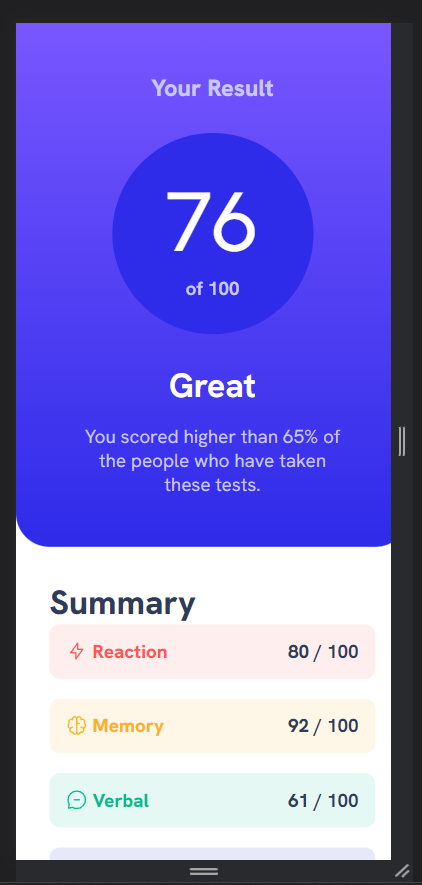 Your Result
76
of 100
Great
You scored higher than 65% of
the people who have taken
these tests.
Summary
Reaction 80 / 100
Memory 92 / 100
Verbal 61 / 100